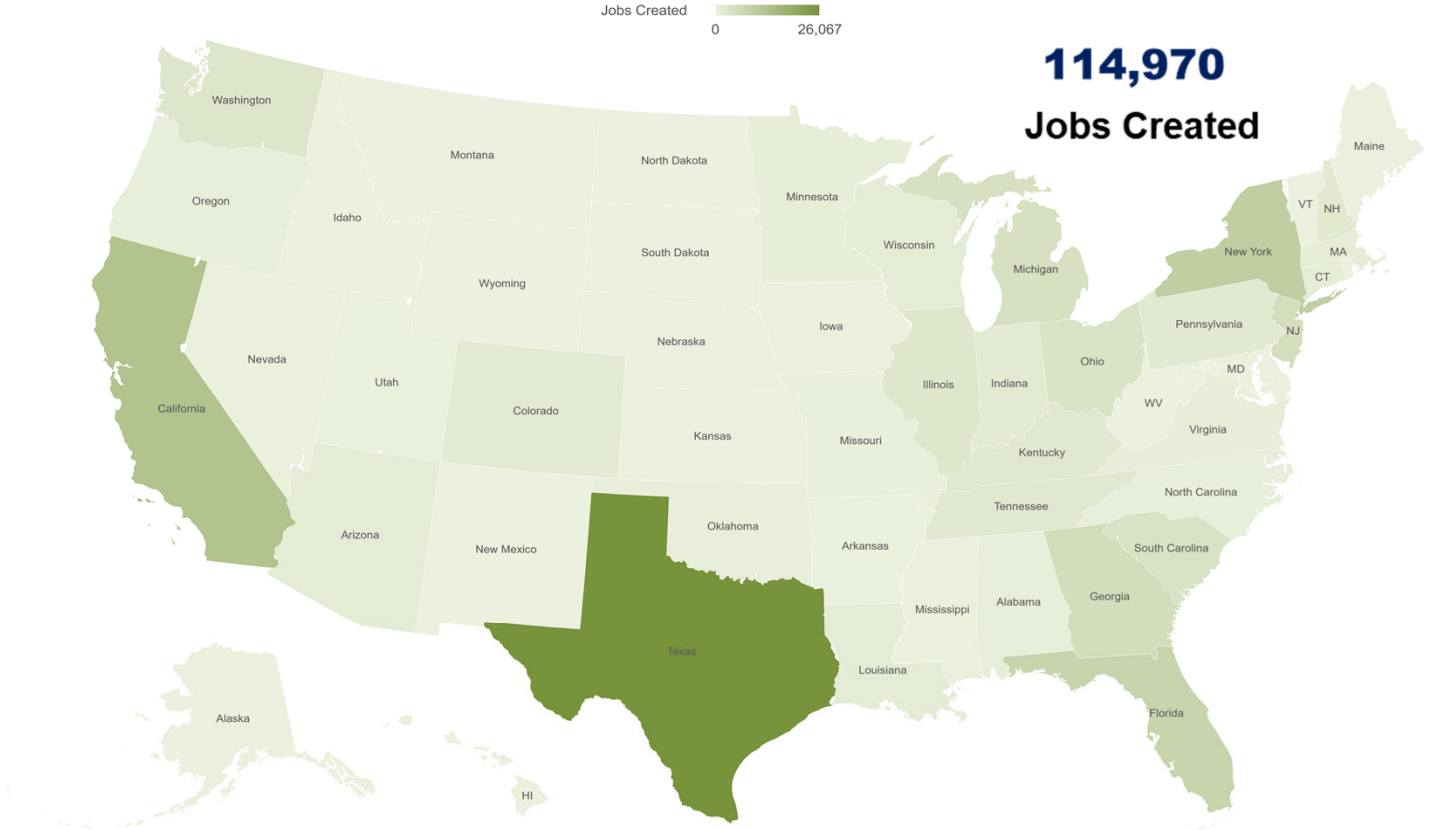 Jobs Created
0 26,067
114,970
Jobs Created
Washington
Maine
Montana
North Dakota
Minnesota
Oregon
VT
NH
Idaho
Wisconsin
South Dakota
New York
MA
Michigan
CT
Wyoming
Iowa
Pennsylvania
NJ
Nebraska
Nevada
Ohio
MD
Utah
Illinois
Indiana
WV
California
Colorado
Virginia
Kansas
Missouri
Kentucky
North Carolina
Tennessee
Oklahoma
Arizona
New Mexico
Arkansas
South Carolina
Georgia
Alabama
Mississippi
Texas
Louisiana
Florida
Alaska
HI